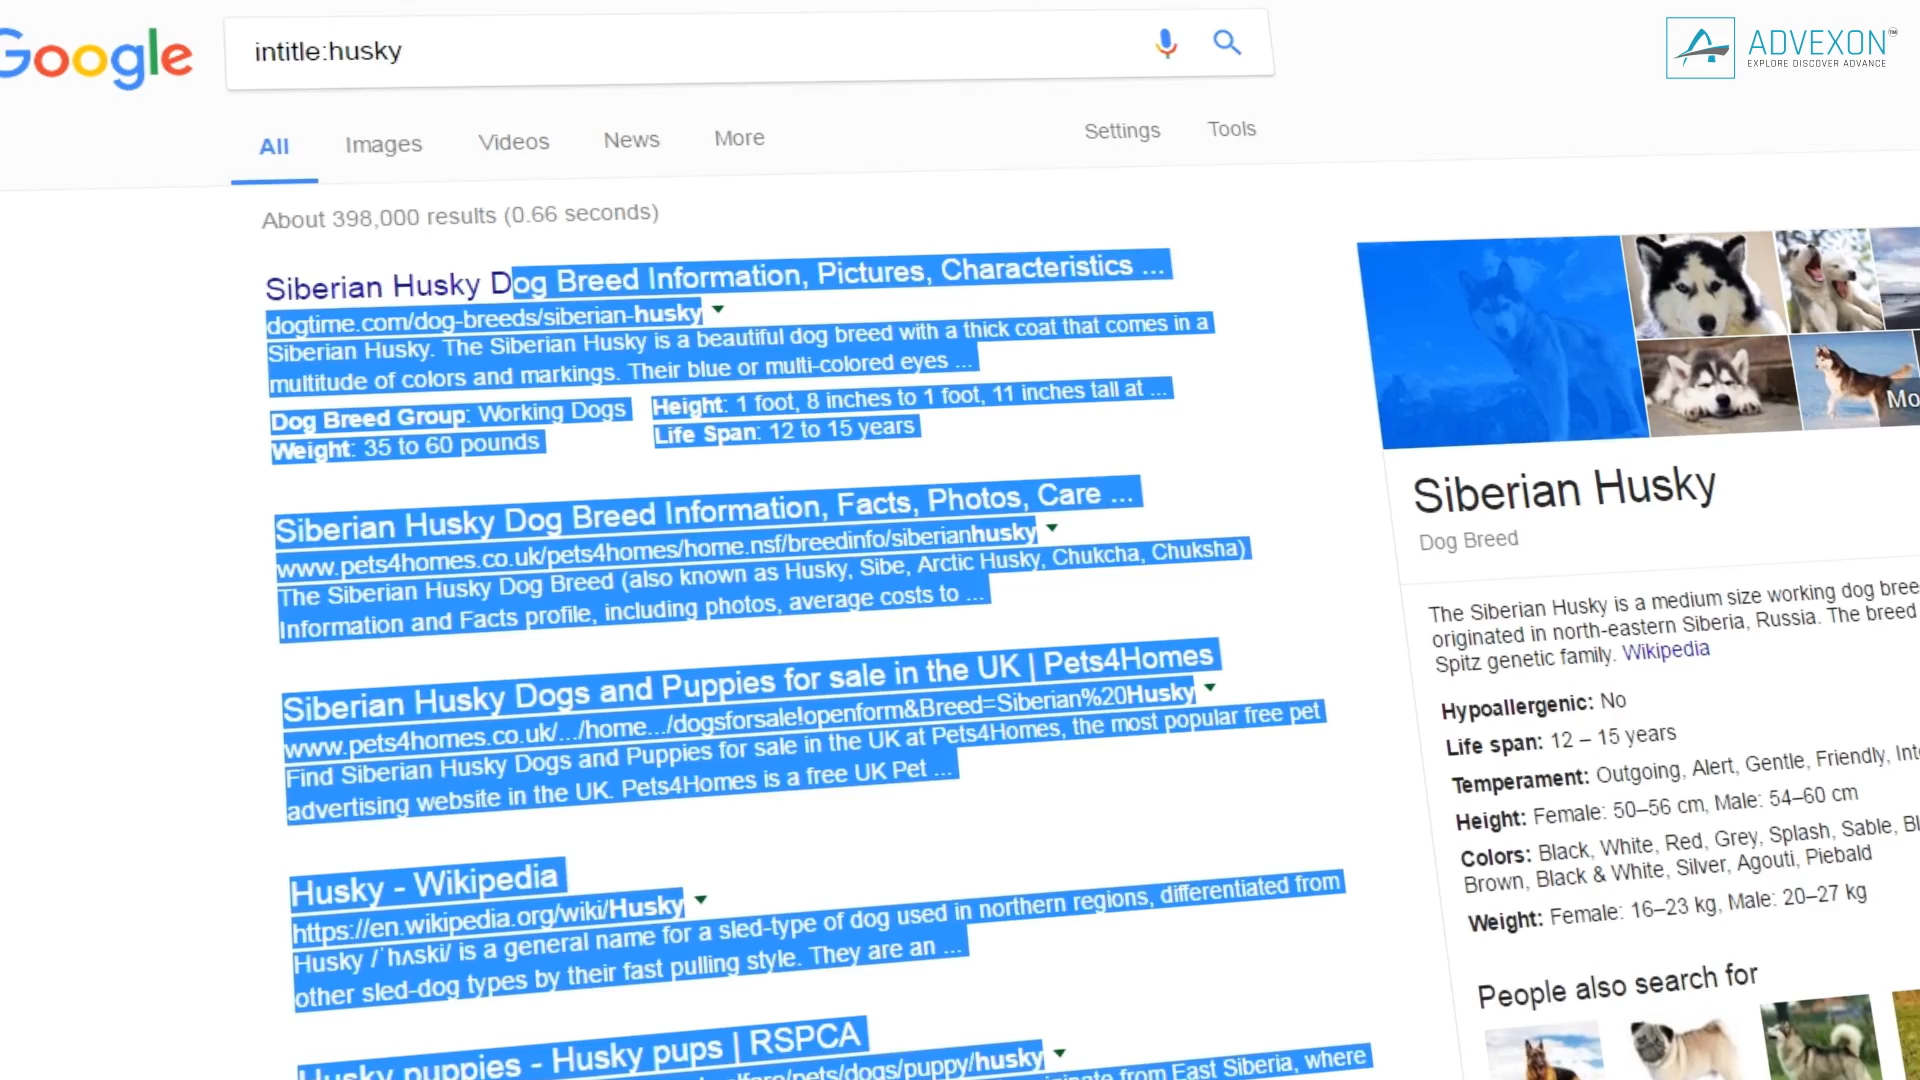 Google
intitle:husky
ADVEXON™
EXPLORE DISCOVER ADVANCE
All Images Videos News More Settings Tools
About 398,000 results (0.66 seconds)
Siberian Husky Dog Breed Information, Pictures, Characteristics ...
dogtime.com/dog-breeds/siberian-husky
Siberian Husky. The Siberian Husky is a beautiful dog breed with a thick coat that comes in a
multitude of colors and markings. Their blue or multi-colored eyes ...
Dog Breed Group: Working Dogs Height: 1 foot, 8 inches to 1 foot, 11 inches tall at ...
Weight: 35 to 60 pounds Life Span: 12 to 15 years
Siberian Husky Dog Breed Information, Facts, Photos, Care ...
www.pets4homes.co.uk/pets4homes/home.nsf/breedinfo/siberianhusky
The Siberian Husky Dog Breed (also known as Husky, Sibe, Arctic Husky, Chukcha, Chuksha)
Information and Facts profile, including photos, average costs to ...
Siberian Husky Dogs and Puppies for sale in the UK | Pets4Homes
www.pets4homes.co.uk/.../home.../dogsforsale!openform&Breed=Siberian%20Husky
Find Siberian Husky Dogs and Puppies for sale in the UK at Pets4Homes, the most popular free pet
advertising website in the UK. Pets4Homes is a free UK Pet ...
Husky - Wikipedia
https://en.wikipedia.org/wiki/Husky
Husky /ˈhʌski/ is a general name for a sled-type of dog used in northern regions, differentiated from
other sled-dog types by their fast pulling style. They are an ...
Husky puppies - Husky pups | RSPCA
/pets/dogs/puppy/husky
from East Siberia, where
Mo
Siberian Husky
Dog Breed
The Siberian Husky is a medium size working dog bree
originated in north-eastern Siberia, Russia. The breed
Spitz genetic family. Wikipedia
Hypoallergenic: No
Life span: 12 – 15 years
Temperament: Outgoing, Alert, Gentle, Friendly, Inte
Height: Female: 50–56 cm, Male: 54–60 cm
Colors: Black, White, Red, Grey, Splash, Sable, Bl
Brown, Black & White, Silver, Agouti, Piebald
Weight: Female: 16–23 kg, Male: 20–27 kg
People also search for